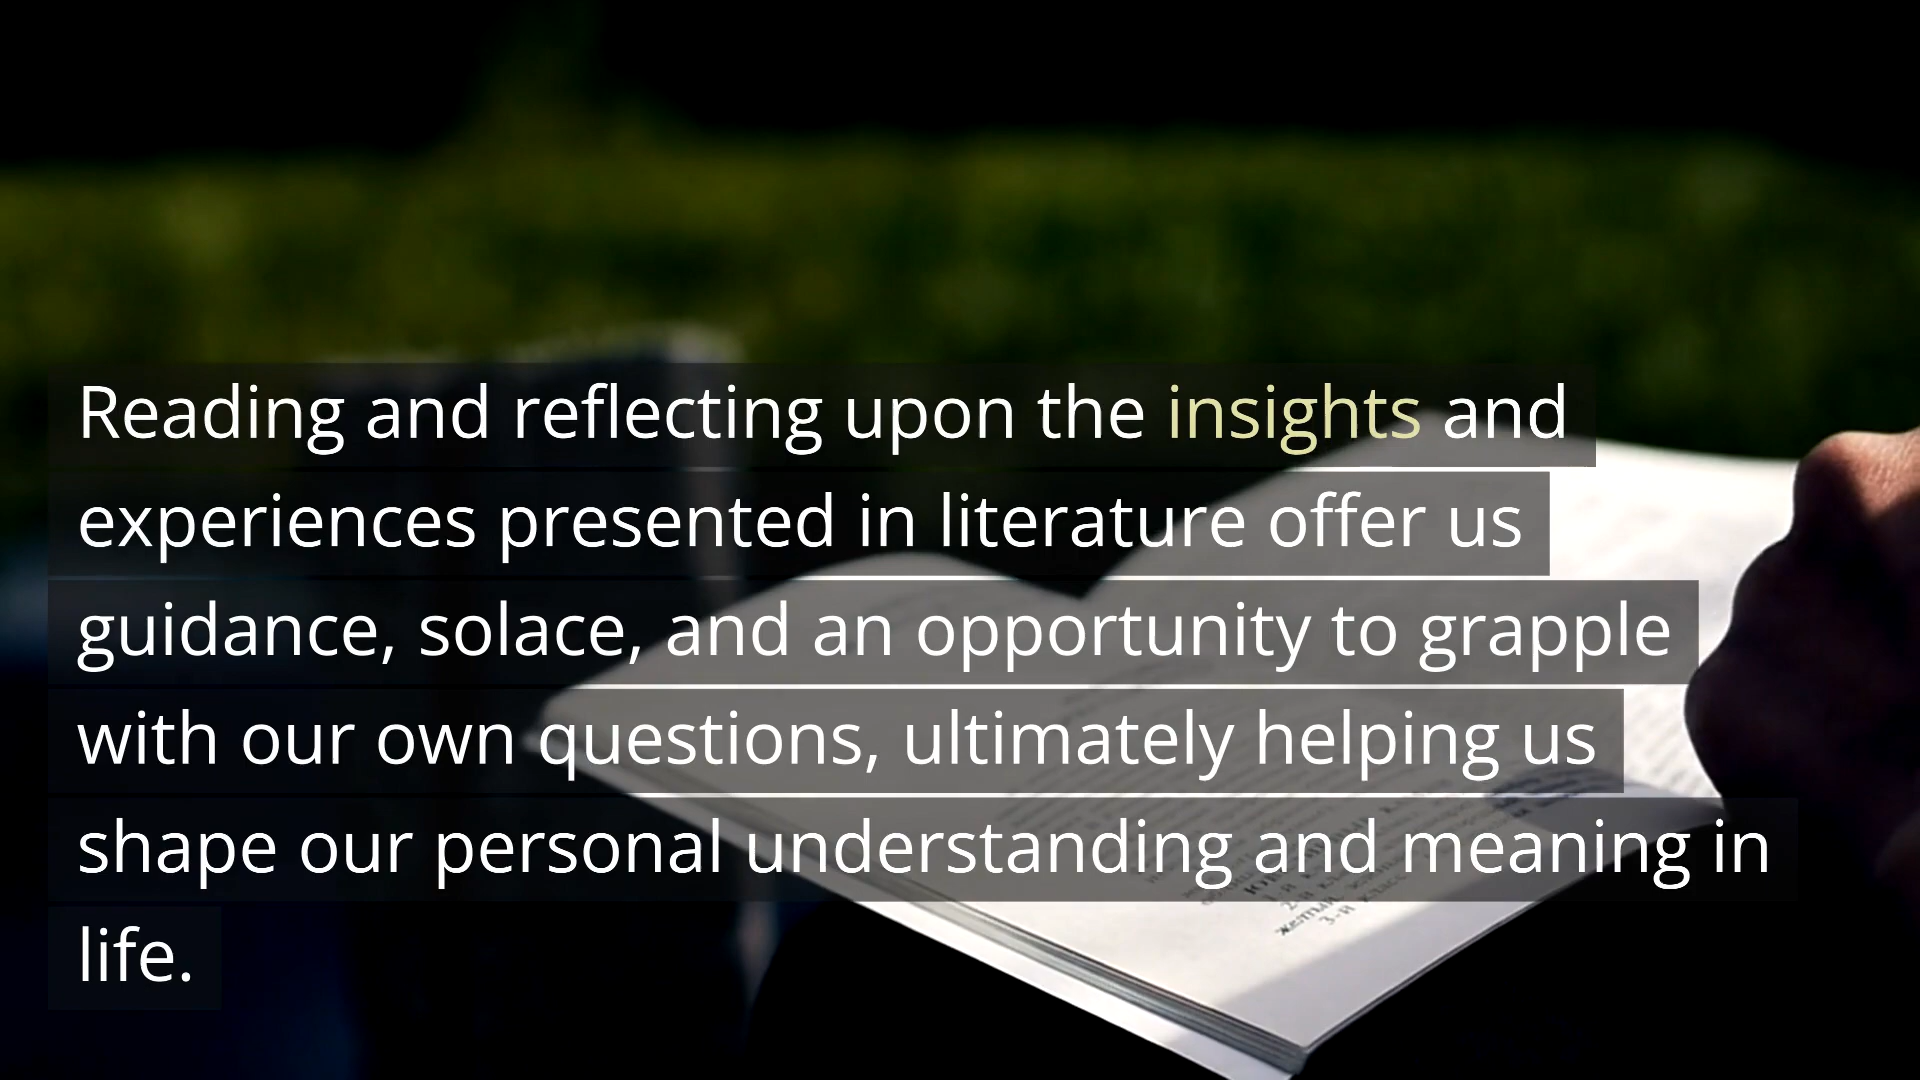 Reading and reflecting upon the insights and
experiences presented in literature offer us
guidance, solace, and an opportunity to grapple
with our own questions, ultimately helping us
shape our personal understanding and meaning in
life.